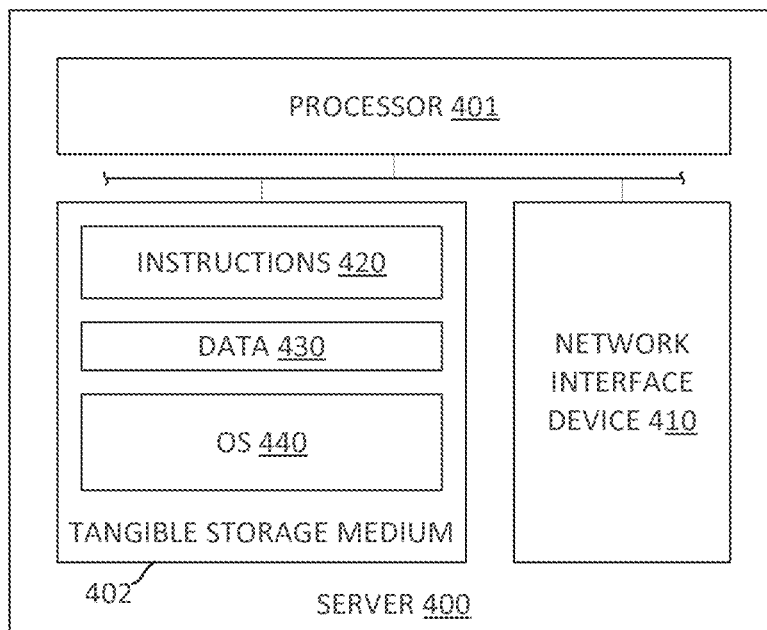 PROCESSOR 401
INSTRUCTIONS 420
DATA 430
OS 440
TANGIBLE STORAGE MEDIUM
402
NETWORK
INTERFACE
DEVICE 410
SERVER 400